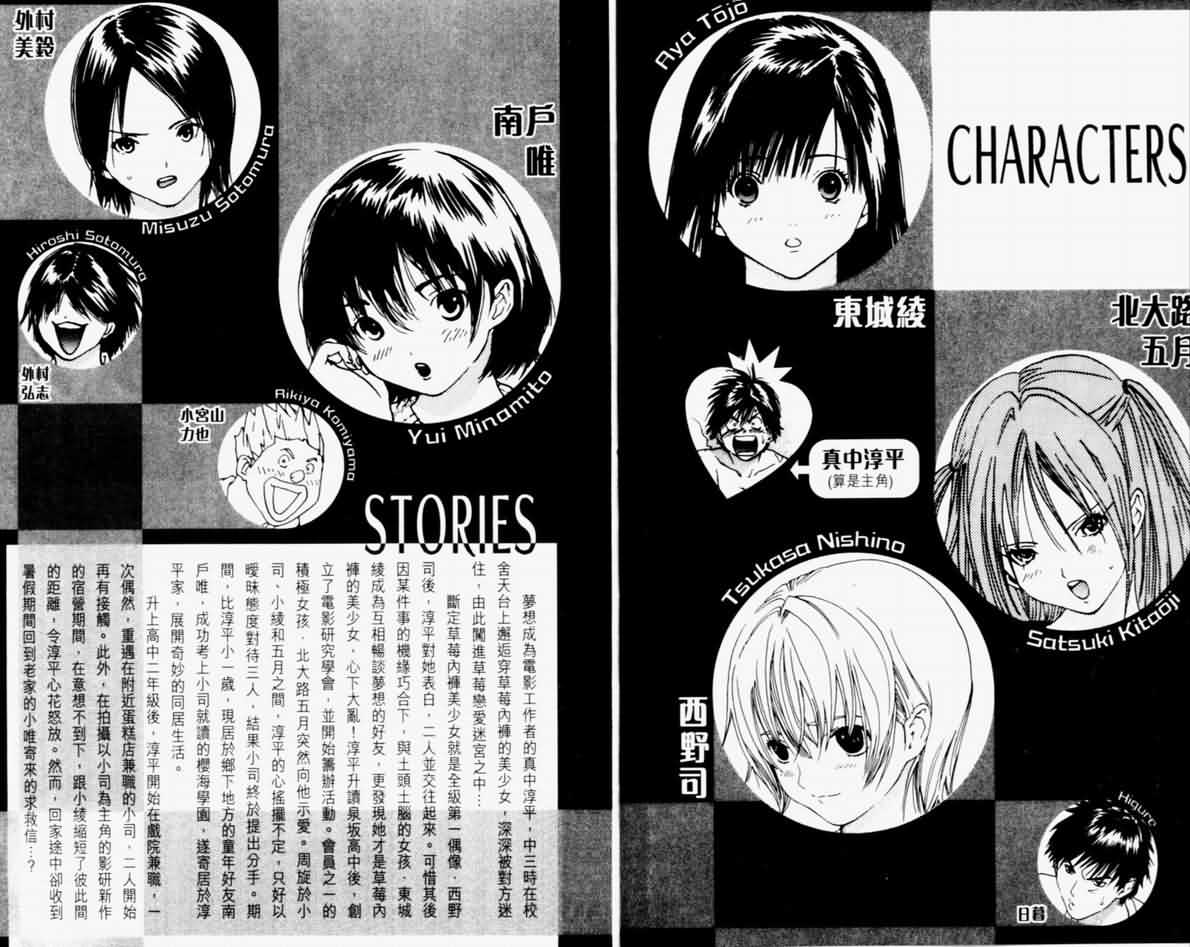 CHARACTERS
Aya Tōjō
東城綾
北大路
五月
Satsuki Kitaōji
真中淳平
(算是主角)
Tsukasa Nishino
西野司
Higure
日暮
外村
美鈴
Misuzu Sotomura
南戶
唯
Yui Minamito
Hiroshi Sotomura
外村
弘志
小宮山
力也
Rikiya Komiyama
STORIES
夢想成為電影工作者的真中淳平，中三時在校
舍天台上邂逅穿草莓內褲的美少女，深深被對方迷
住，由此闖進草莓戀愛迷宮之中…
斷定草莓內褲美少女就是全級第一偶像·西野
司後，淳平對她表白，二人並交往起來。可惜其後
因某件事的機緣巧合下，與土頭土腦的女孩·東城
綾成為互相暢談夢想的好友，更發現她才是草莓內
褲的美少女，心下大亂！淳平升讀泉坂高中後，創
立了電影研究學會，並開始籌辦活動。會員之一的
積極女孩·北大路五月突然向他示愛。周旋於小
司、小綾和五月之間，淳平的心搖擺不定，只好以
曖昧態度對待三人，結果小司終於提出分手。期
間，比淳平小一歲，現居於鄉下地方的童年好友南
戶唯，成功考上小司就讀的櫻海學園，遂寄居於淳
平家，展開奇妙的同居生活。
升上高中二年級後，淳平開始在戲院兼職，一
次偶然，重遇在附近蛋糕店兼職的小司，二人開始
再有接觸。此外，在拍攝以小司為主角的影研新作
的宿營期間，在意想不到下，跟小綾縮短了彼此間
的距離，令淳平心花怒放。然而，回家途中卻收到
暑假期間回到老家的小唯寄來的求救信…？